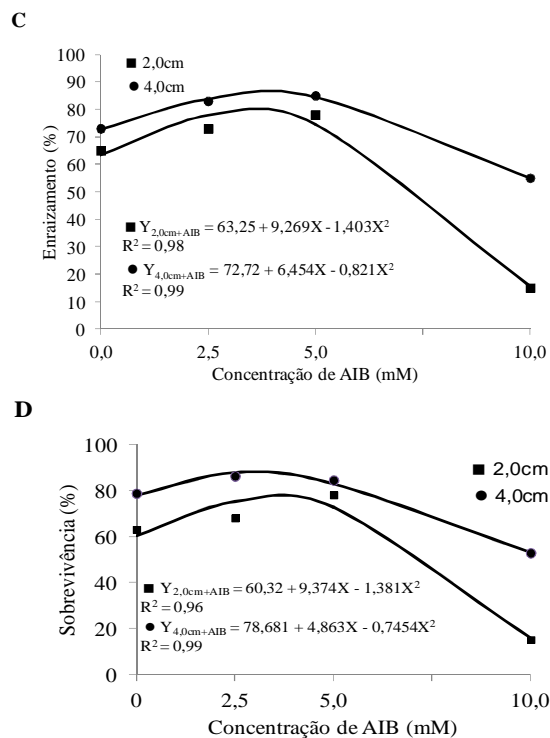 C
2,0cm
4,0cm
100
90
80
70
60
50
40
30
20
10
0
Enraizamento (%)
Y2,0cm+AIB = 63,25 + 9,269X - 1,403X²
R² = 0,98
Y4,0cm+AIB = 72,72 + 6,454X - 0,821X²
R² = 0,99
0,0 2,5 5,0 10,0
Concentração de AIB (mM)
D
2,0cm
4,0cm
100
80
60
40
20
0
Sobrevivência (%)
Y2,0cm+AIB = 60,32 + 9,374X - 1,381X²
R² = 0,96
Y4,0cm+AIB = 78,681 + 4,863X - 0,7454X²
R² = 0,99
0 2,5 5,0 10,0
Concentração de AIB (mM)